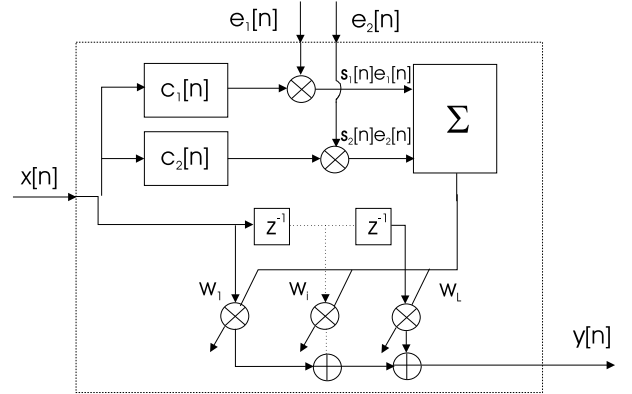 e₁[n] e₂[n]
c₁[n] s₁[n]e₁[n]
Σ
c₂[n] s₂[n]e₂[n]
x[n]
z⁻¹ z⁻¹
w₁ wᵢ w_L
y[n]